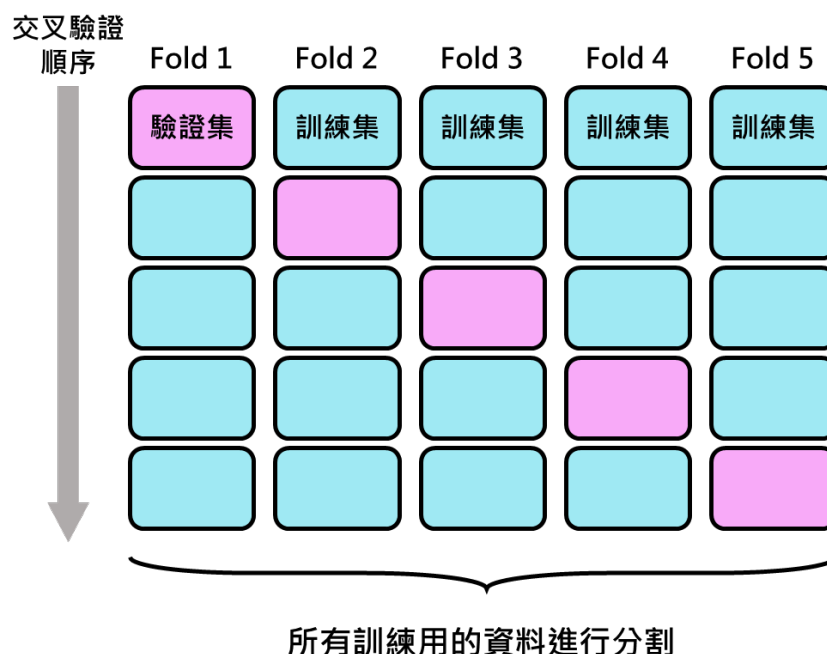 交叉驗證
順序
Fold 1 Fold 2 Fold 3 Fold 4 Fold 5
驗證集 訓練集 訓練集 訓練集 訓練集
所有訓練用的資料進行分割